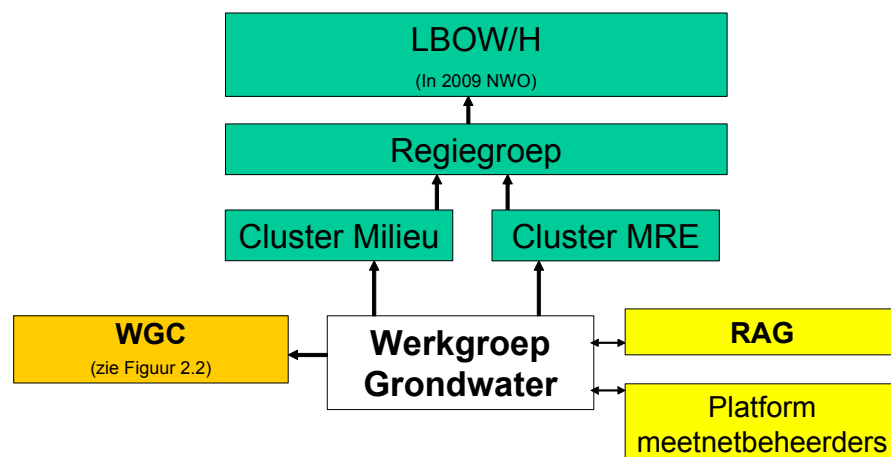 LBOW/H
(In 2009 NWO)
Regiegroep
Cluster Milieu
Cluster MRE
WGC
(zie Figuur 2.2)
Werkgroep
Grondwater
RAG
Platform
meetnetbeheerders